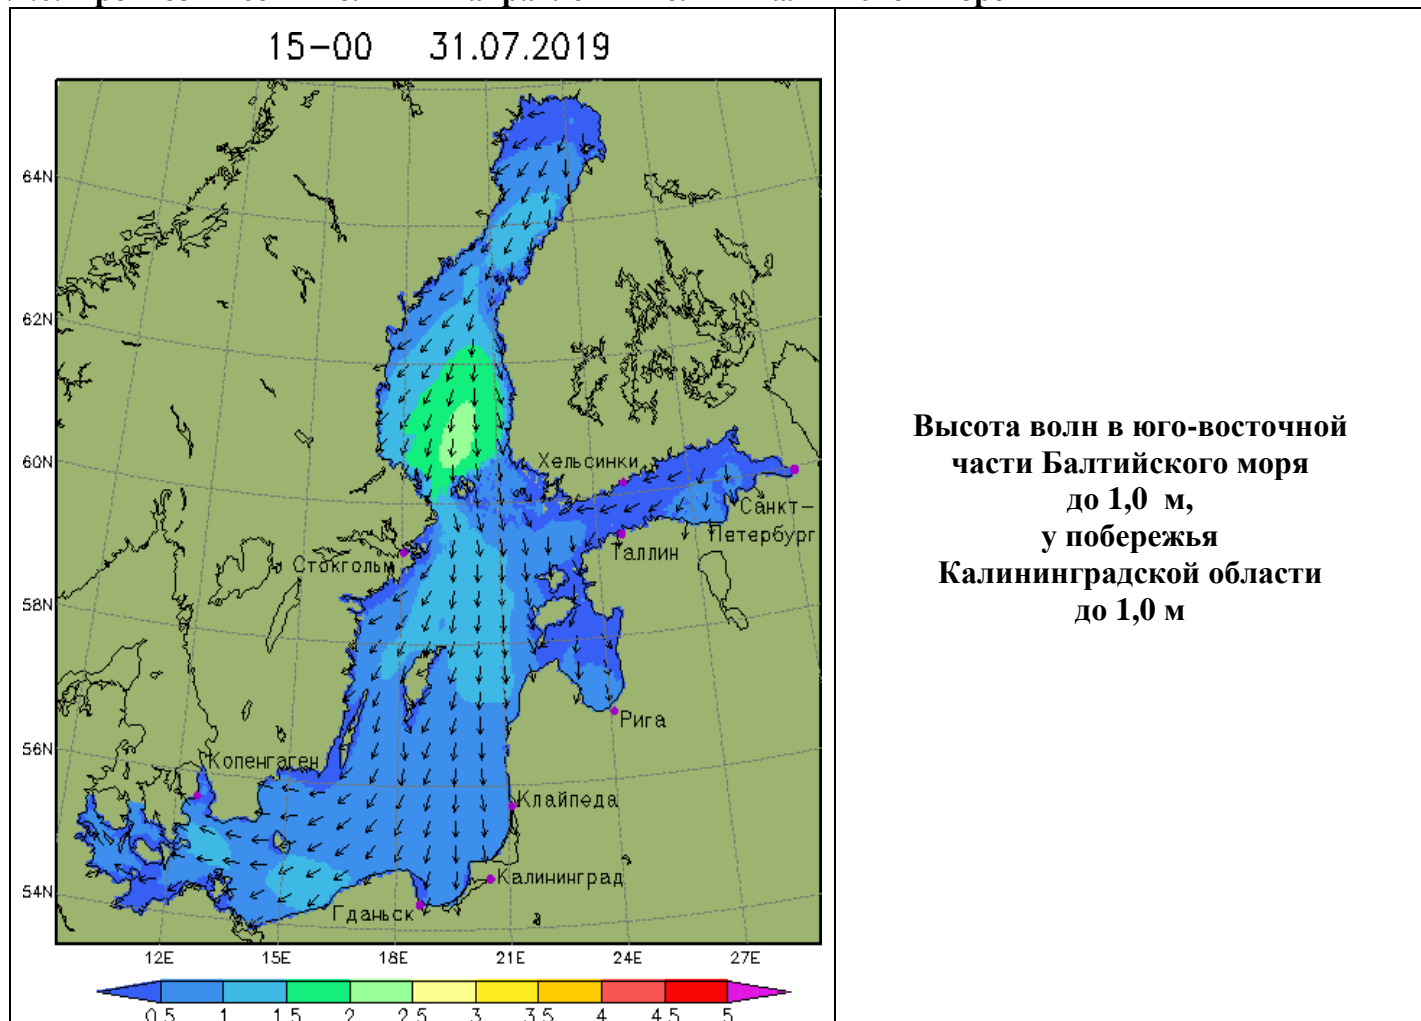 15-00 31.07.2019
64N
62N
60N
58N
56N
54N
Хельсинки
Санкт-
Петербург
Таллин
Стокгольм
Рига
Копенгаген
Клайпеда
Калининград
Гданьск
12E 15E 18E 21E 24E 27E
0.5 1 1.5 2 2.5 3 3.5 4 4.5 5
Высота волн в юго-восточной
части Балтийского моря
до 1,0 м,
у побережья
Калининградской области
до 1,0 м